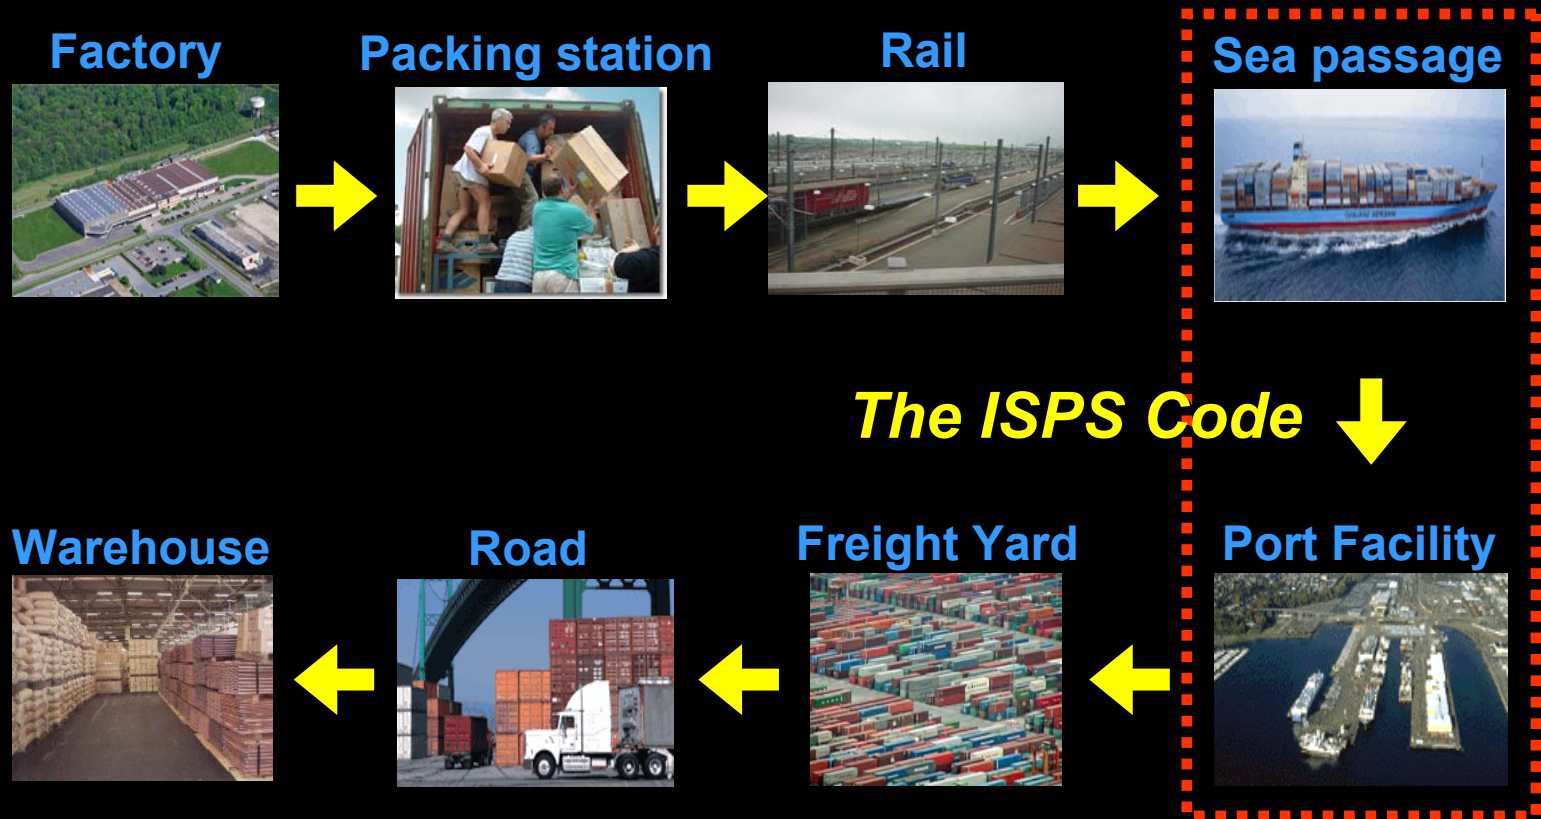 Factory
Packing station
Rail
Sea passage
The ISPS Code
Warehouse
Road
Freight Yard
Port Facility